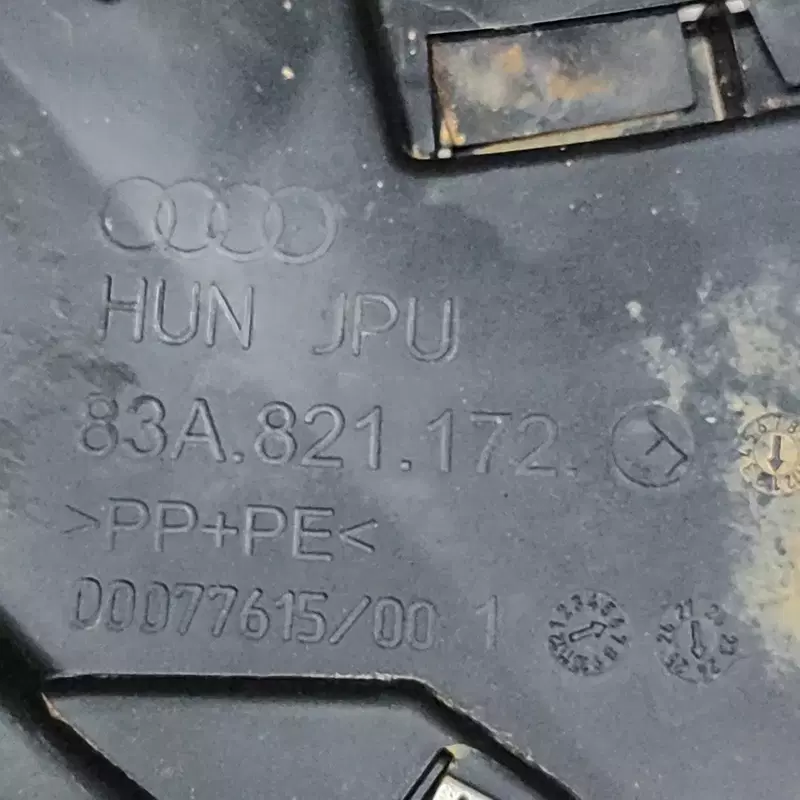 HUN JPU
83A.821.172.
>PP+PE<
00077615/00 1